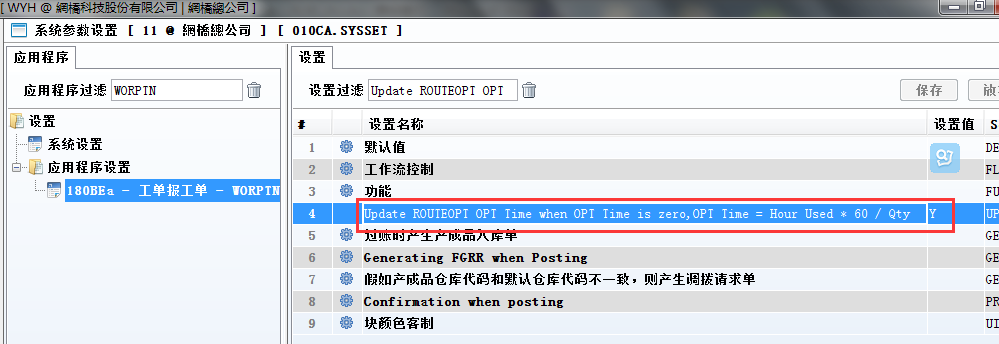 [ WYH @ 網橋科技股份有限公司 | 網橋總公司 ]
系统参数设置 [ 11 @ 網橋總公司 ] [ 010CA.SYSSET ]
应用程序
应用程序过滤 WORPIN
设置
系统设置
应用程序设置
180BEa - 工单报工单 - WORPIN
设置
设置过滤 Update ROUTEOPT OPT
保存
# 设置名称 设置值 S
1 默认值 DE
2 工作流控制 FL
3 功能 FU
4 Update ROUTEOPT OPT Time when OPT Time is zero,OPT Time = Hour Used * 60 / Qty Y UP
5 过账时产生产成品入库单 GE
6 Generating FGRR when Posting GE
7 假如产成品仓库代码和默认仓库代码不一致，则产生调拨请求单 GE
8 Confirmation when posting PR
9 块颜色客制 UI